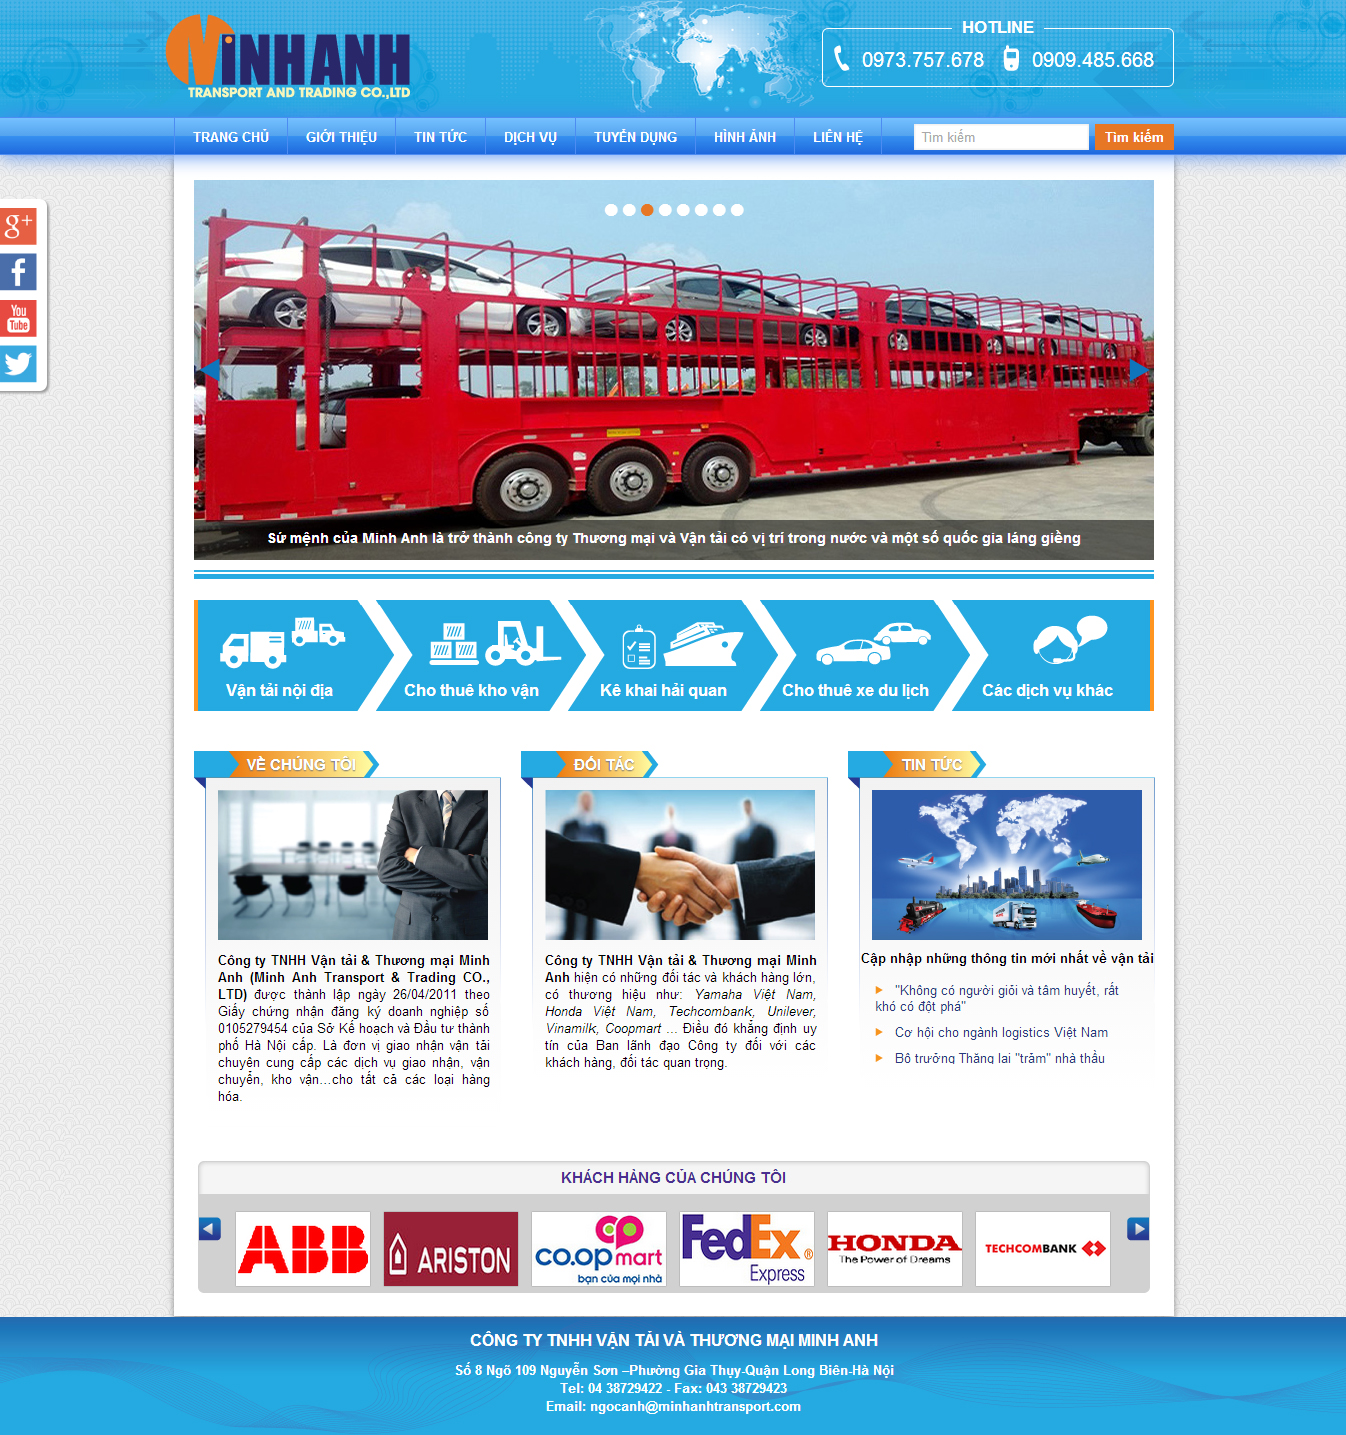 MINH ANH
TRANSPORT AND TRADING CO.,LTD
HOTLINE
0973.757.678 0909.485.668
TRANG CHỦ GIỚI THIỆU TIN TỨC DỊCH VỤ TUYỂN DỤNG HÌNH ẢNH LIÊN HỆ Tìm kiếm Tìm kiếm
g+
f
You
Tube
Sứ mệnh của Minh Anh là trở thành công ty Thương mại và Vận tải có vị trí trong nước và một số quốc gia láng giềng
Vận tải nội địa Cho thuê kho vận Kê khai hải quan Cho thuê xe du lịch Các dịch vụ khác
VỀ CHÚNG TÔI
Công ty TNHH Vận tải & Thương mại Minh
Anh (Minh Anh Transport & Trading CO.,
LTD) được thành lập ngày 26/04/2011 theo
Giấy chứng nhận đăng ký doanh nghiệp số
0105279454 của Sở Kế hoạch và Đầu tư thành
phố Hà Nội cấp. Là đơn vị giao nhận vận tải
chuyên cung cấp các dịch vụ giao nhận, vận
chuyển, kho vận...cho tất cả các loại hàng
hóa.
ĐỐI TÁC
Công ty TNHH Vận tải & Thương mại Minh
Anh hiện có những đối tác và khách hàng lớn,
có thương hiệu như: Yamaha Việt Nam,
Honda Việt Nam, Techcombank, Unilever,
Vinamilk, Coopmart ... Điều đó khẳng định uy
tín của Ban lãnh đạo Công ty đối với các
khách hàng, đối tác quan trọng.
TIN TỨC
Cập nhập những thông tin mới nhất về vận tải
"Không có người giỏi và tâm huyết, rất
khó có đột phá"
Cơ hội cho ngành logistics Việt Nam
Bộ trưởng Thăng lại "trảm" nhà thầu
KHÁCH HÀNG CỦA CHÚNG TÔI
ABB
ARISTON
co.opmart
bạn của mọi nhà
FedEx ®
Express
HONDA
The Power of Dreams
TECHCOMBANK
CÔNG TY TNHH VẬN TẢI VÀ THƯƠNG MẠI MINH ANH
Số 8 Ngõ 109 Nguyễn Sơn –Phường Gia Thụy-Quận Long Biên-Hà Nội
Tel: 04 38729422 - Fax: 043 38729423
Email: ngocanh@minhanhtransport.com